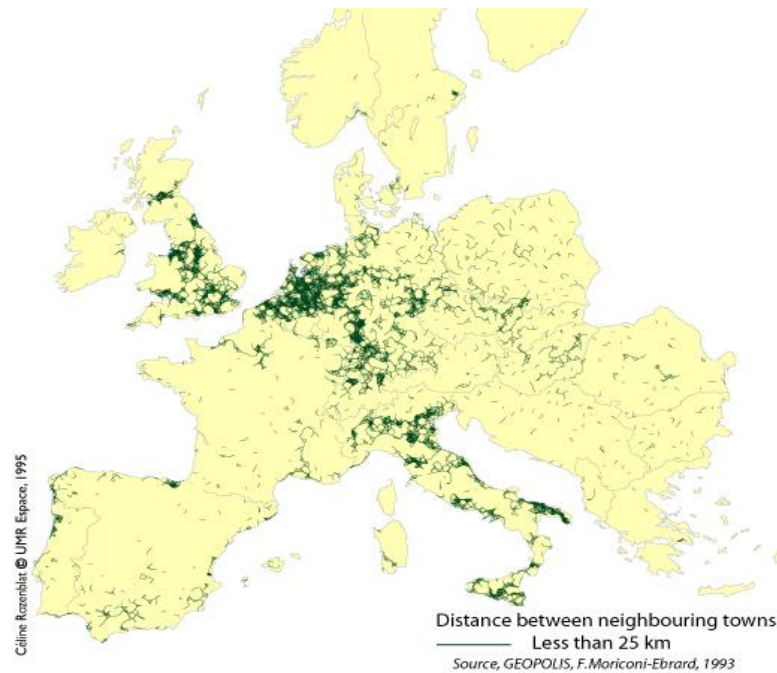 Céline Rozenblat © UMR Espace, 1995
Distance between neighbouring towns
Less than 25 km
Source, GEOPOLIS, F.Moriconi-Ebrard, 1993